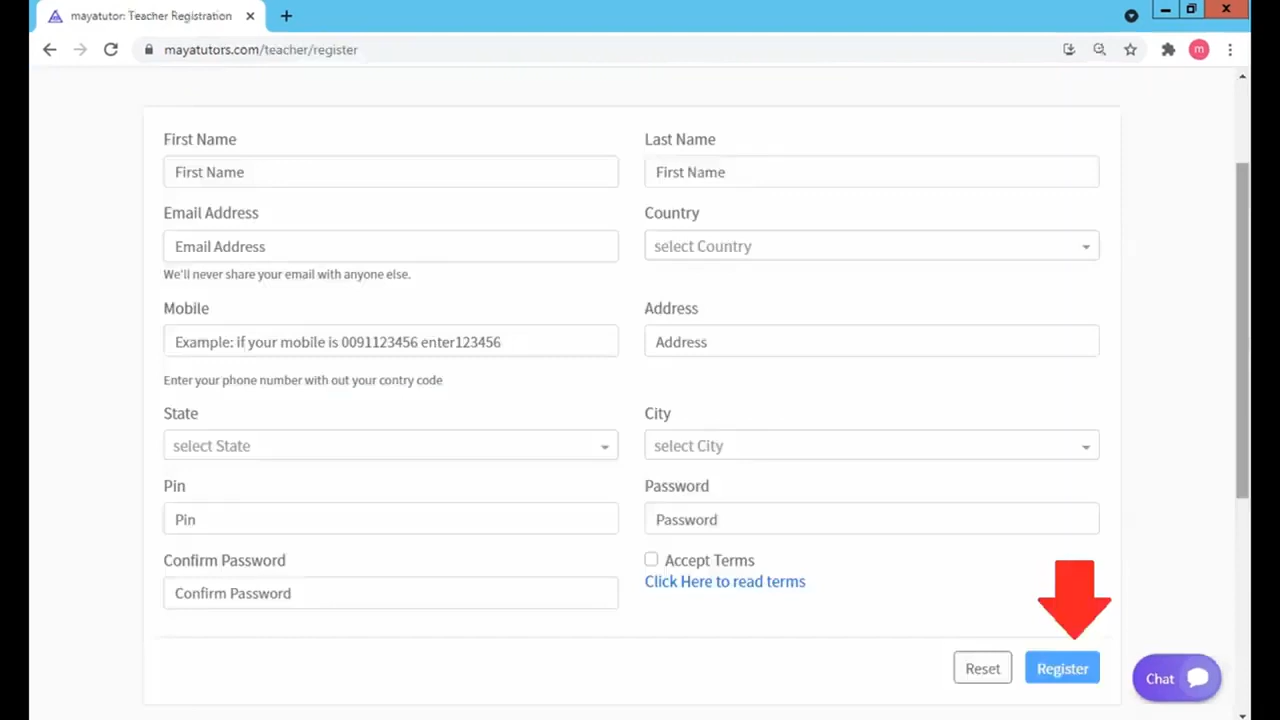 mayatutor: Teacher Registration
mayatutors.com/teacher/register
m
First Name
Last Name
First Name
First Name
Email Address
Country
Email Address
select Country
We'll never share your email with anyone else.
Mobile
Address
Example: if your mobile is 0091123456 enter123456
Address
Enter your phone number with out your contry code
State
City
select State
select City
Pin
Password
Pin
Password
Confirm Password
Accept Terms
Click Here to read terms
Confirm Password
Reset
Register
Chat